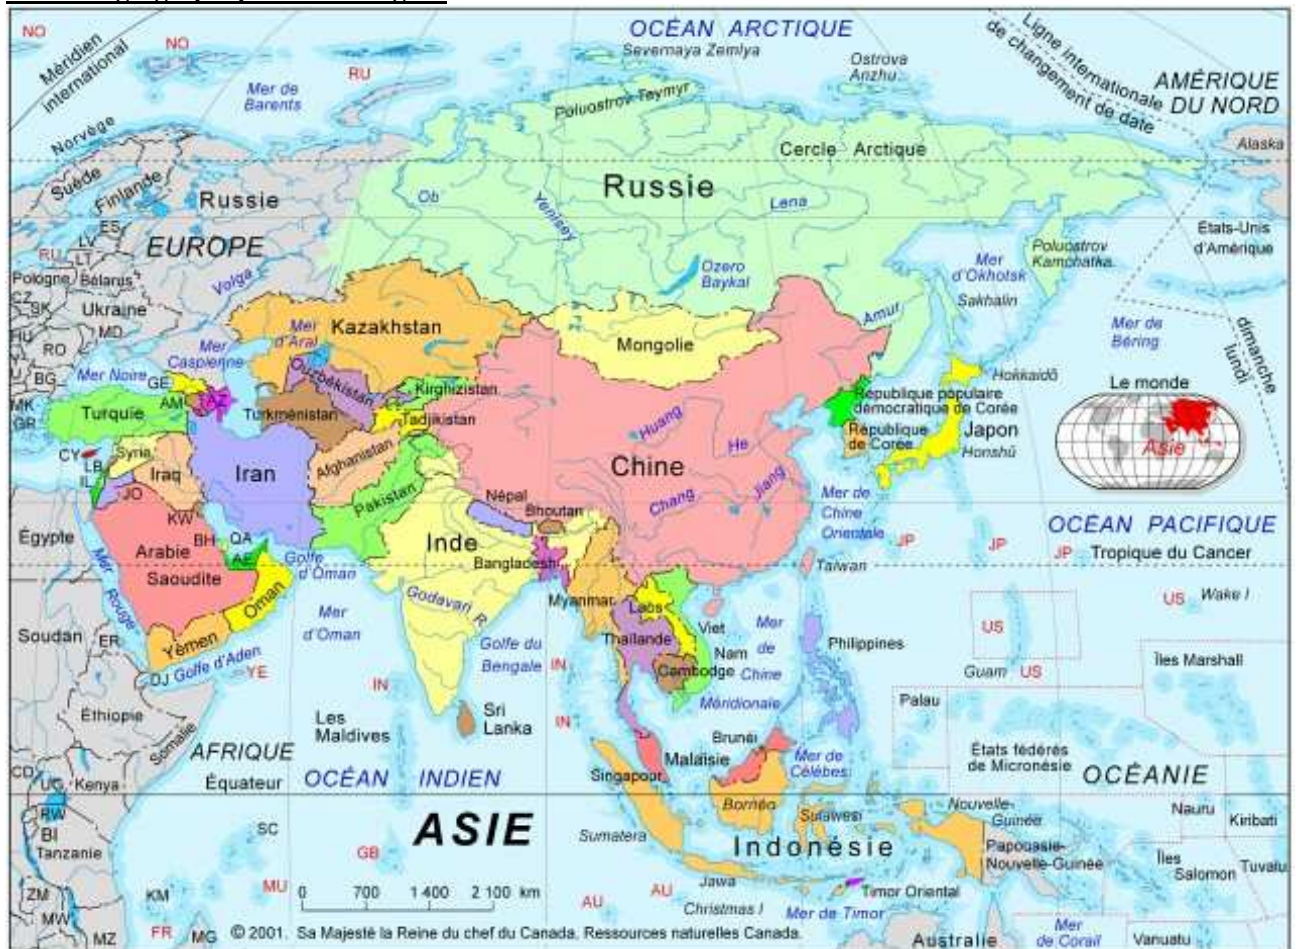 NO
Méridien
international
NO
RU
Mer de
Barents
OCÉAN ARCTIQUE
Severnaya Zemlya
Ostrova
Anzhu
Ligne internationale
de changement de date
AMÉRIQUE
DU NORD
Alaska
Poluostrov Taymyr
Cercle Arctique
Norvège
Suède
Finlande
Russie
EUROPE
Russie
Ob
Yenisey
Lena
Ozero
Baykal
Amur
Mer
d'Okhotsk
Sakhalin
Poluostrov
Kamchatka
États-Unis
d'Amérique
Mer de
Béring
dimanche
lundi
ES
LV
LT
RU
Pologne
Bélarus
CZ
SK
Ukraine
HU
MD
RO
BG
MK
GR
Volga
Mer Noire
Mer
Caspienne
Mer
d'Aral
Kazakhstan
Mongolie
GE
AM
AZ
Turquie
Ouzbékistan
Kirghizistan
Turkménistan
Tadjikistan
CY
LB
IL
Syrie
Iraq
JO
KW
Iran
Afghanistan
Pakistan
Chine
Huang
He
Chang
Jiang
République populaire
démocratique de Corée
République
de Corée
Japon
Hokkaidō
Honshū
Le monde
Asie
Mer de
Chine
Orientale
OCÉAN PACIFIQUE
JP
JP
JP
Tropique du Cancer
Égypte
Mer Rouge
Arabie
Saoudite
BH
QA
AE
Golfe
d'Oman
Oman
Yémen
Golfe d'Aden
Mer
d'Oman
Népal
Bhoutan
Inde
Bangladesh
Godavari R
Golfe du
Bengale
Myanmar
Laos
Thaïlande
Cambodge
Viet
Nam
Taiwan
Mer
de
Chine
Méridionale
Philippines
US
Wake I
US
Guam
US
Îles Marshall
Palau
États fédérés
de Micronésie
OCÉANIE
Soudan
ER
DJ
YE
Éthiopie
Somalie
AFRIQUE
Équateur
CD
UG
Kenya
RW
BI
Tanzanie
ZM
MW
MZ
IN
IN
IN
Les
Maldives
Sri
Lanka
OCÉAN INDIEN
ASIE
Brunéi
Malaïsie
Singapour
Mer de
Célèbes
Bornéo
Sulawesi
Sumatera
Indonésie
Jawa
Nouvelle-
Guinée
Papouasie-
Nouvelle-Guinée
Nauru
Kiribati
Îles
Salomon
Tuvalu
Timor Oriental
Christmas I
Mer de Timor
SC
GB
MU
KM
FR
MG
AU
AU
0 700 1 400 2 100 km
© 2001. Sa Majesté la Reine du chef du Canada, Ressources naturelles Canada.
Australie
Mer
de Corail
Vanuatu